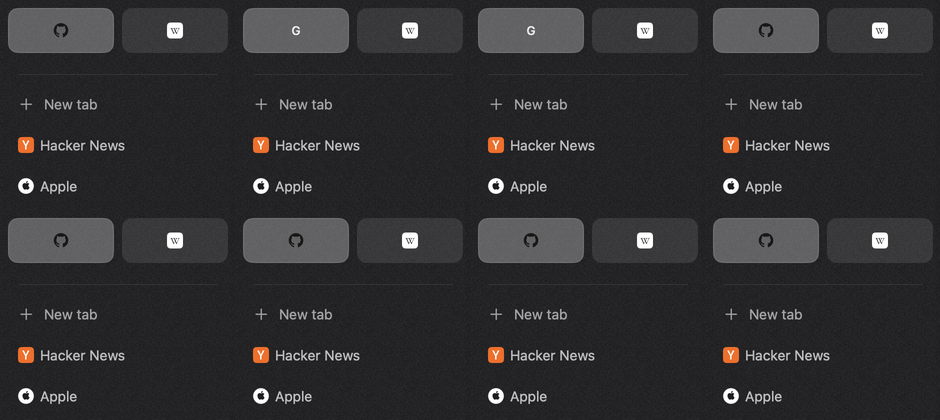 W G W G W W
New tab New tab New tab New tab
Y Hacker News Y Hacker News Y Hacker News Y Hacker News
Apple Apple Apple Apple
W W W W
New tab New tab New tab New tab
Y Hacker News Y Hacker News Y Hacker News Y Hacker News
Apple Apple Apple Apple